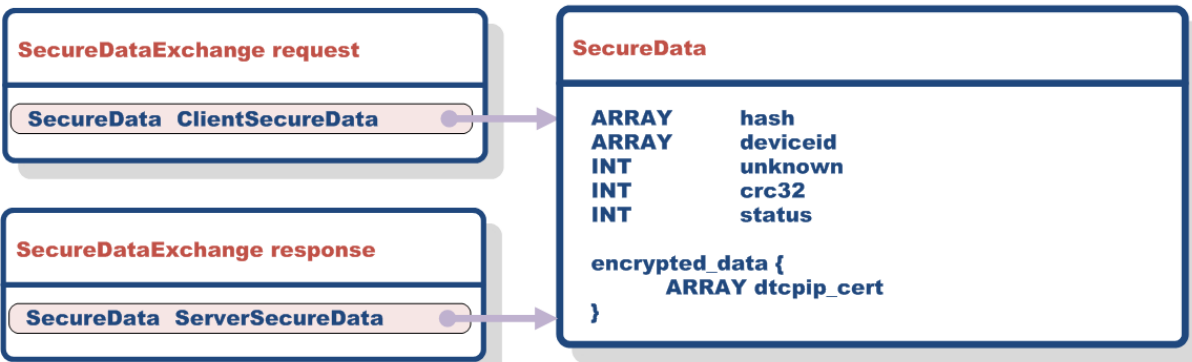 SecureDataExchange request
SecureData ClientSecureData
SecureDataExchange response
SecureData ServerSecureData
SecureData
ARRAY hash
ARRAY deviceid
INT unknown
INT crc32
INT status
encrypted_data {
ARRAY dtcpip_cert
}